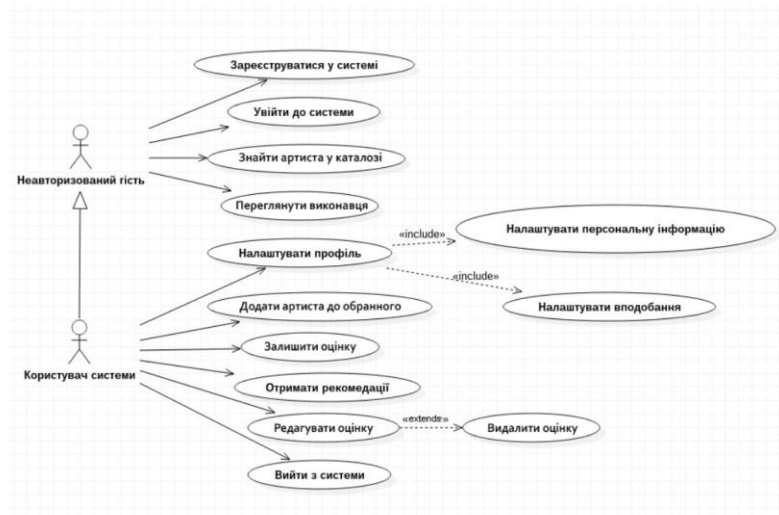 Зареєструватися у системі
Увійти до системи
Знайти артиста у каталозі
Неавторизований гість
Переглянути виконавця
«include»
Налаштувати персональну інформацію
Налаштувати профіль
«include»
Додати артиста до обранного
Налаштувати вподобання
Залишити оцінку
Користувач системи
Отримати рекомедації
«extends»
Редагувати оцінку
Видалити оцінку
Вийти з системи